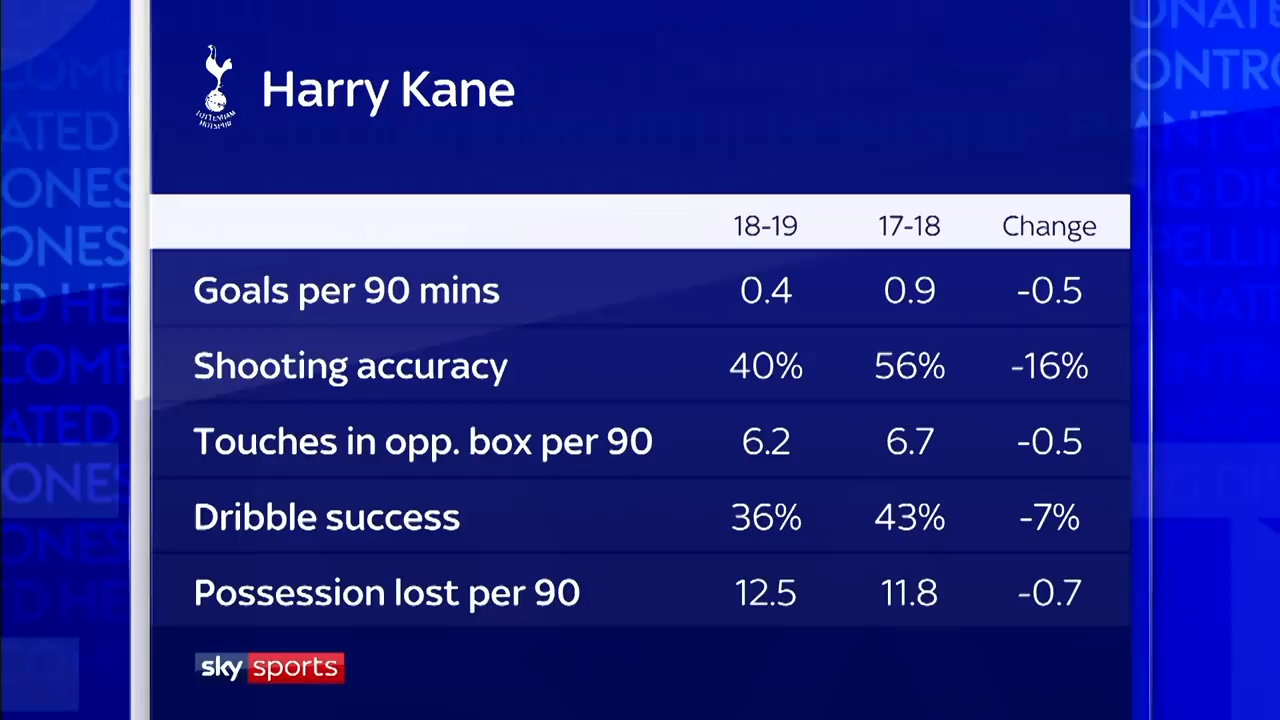 Harry Kane
TOTTENHAM
HOTSPUR
18-19 17-18 Change
Goals per 90 mins 0.4 0.9 -0.5
Shooting accuracy 40% 56% -16%
Touches in opp. box per 90 6.2 6.7 -0.5
Dribble success 36% 43% -7%
Possession lost per 90 12.5 11.8 -0.7
sky sports